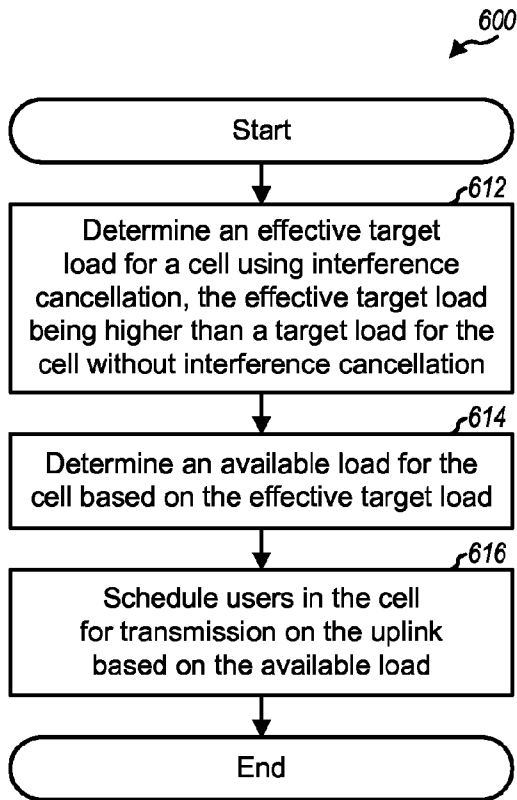 600
Start
612
Determine an effective target
load for a cell using interference
cancellation, the effective target load
being higher than a target load for the
cell without interference cancellation
614
Determine an available load for the
cell based on the effective target load
616
Schedule users in the cell
for transmission on the uplink
based on the available load
End